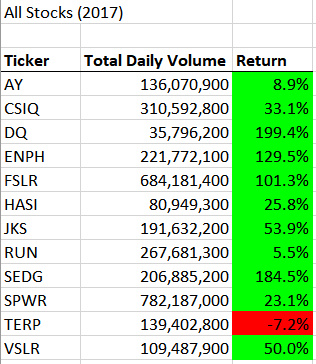 All Stocks (2017)
Ticker Total Daily Volume Return
AY 136,070,900 8.9%
CSIQ 310,592,800 33.1%
DQ 35,796,200 199.4%
ENPH 221,772,100 129.5%
FSLR 684,181,400 101.3%
HASI 80,949,300 25.8%
JKS 191,632,200 53.9%
RUN 267,681,300 5.5%
SEDG 206,885,200 184.5%
SPWR 782,187,000 23.1%
TERP 139,402,800 -7.2%
VSLR 109,487,900 50.0%